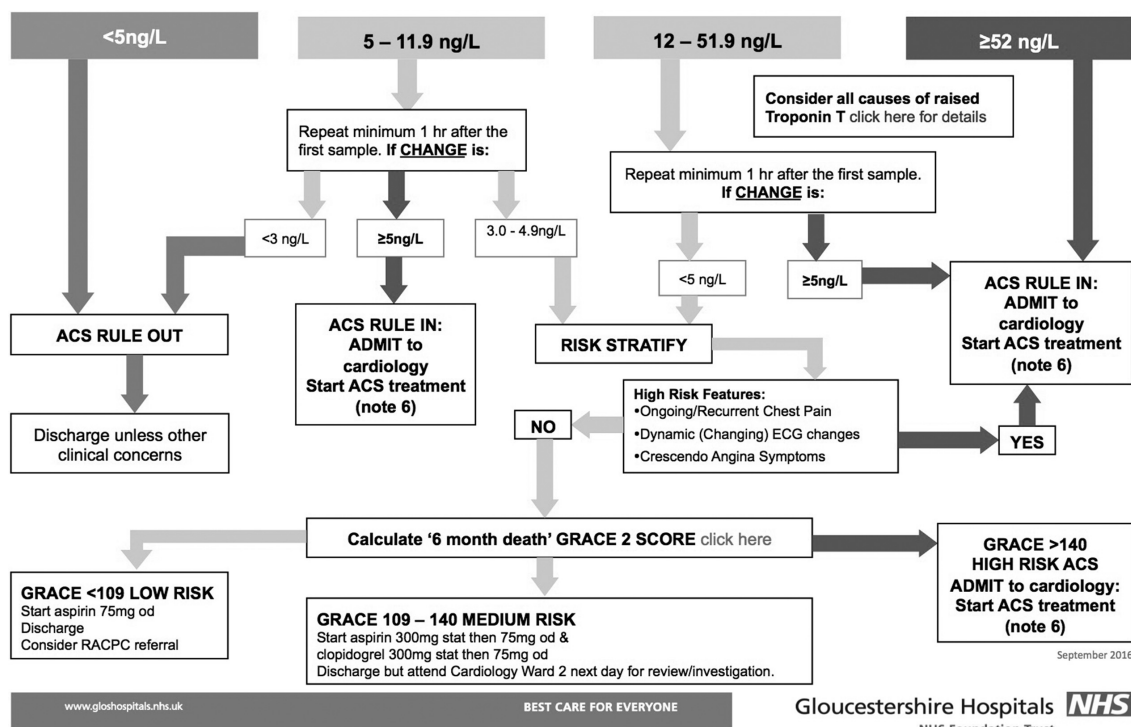 <5ng/L
5 – 11.9 ng/L
12 – 51.9 ng/L
≥52 ng/L
Consider all causes of raised
Troponin T click here for details
Repeat minimum 1 hr after the
first sample. If CHANGE is:
Repeat minimum 1 hr after the first sample.
If CHANGE is:
<3 ng/L
≥5ng/L
3.0 - 4.9ng/L
<5 ng/L
≥5ng/L
ACS RULE OUT
ACS RULE IN:
ADMIT to
cardiology
Start ACS treatment
(note 6)
RISK STRATIFY
ACS RULE IN:
ADMIT to
cardiology
Start ACS treatment
(note 6)
Discharge unless other
clinical concerns
NO
High Risk Features:
•Ongoing/Recurrent Chest Pain
•Dynamic (Changing) ECG changes
•Crescendo Angina Symptoms
YES
Calculate ‘6 month death’ GRACE 2 SCORE click here
GRACE <109 LOW RISK
Start aspirin 75mg od
Discharge
Consider RACPC referral
GRACE 109 – 140 MEDIUM RISK
Start aspirin 300mg stat then 75mg od &
clopidogrel 300mg stat then 75mg od
Discharge but attend Cardiology Ward 2 next day for review/investigation.
GRACE >140
HIGH RISK ACS
ADMIT to cardiology:
Start ACS treatment
(note 6)
September 2016
www.gloshospitals.nhs.uk
BEST CARE FOR EVERYONE
Gloucestershire Hospitals NHS
NHS Foundation Trust